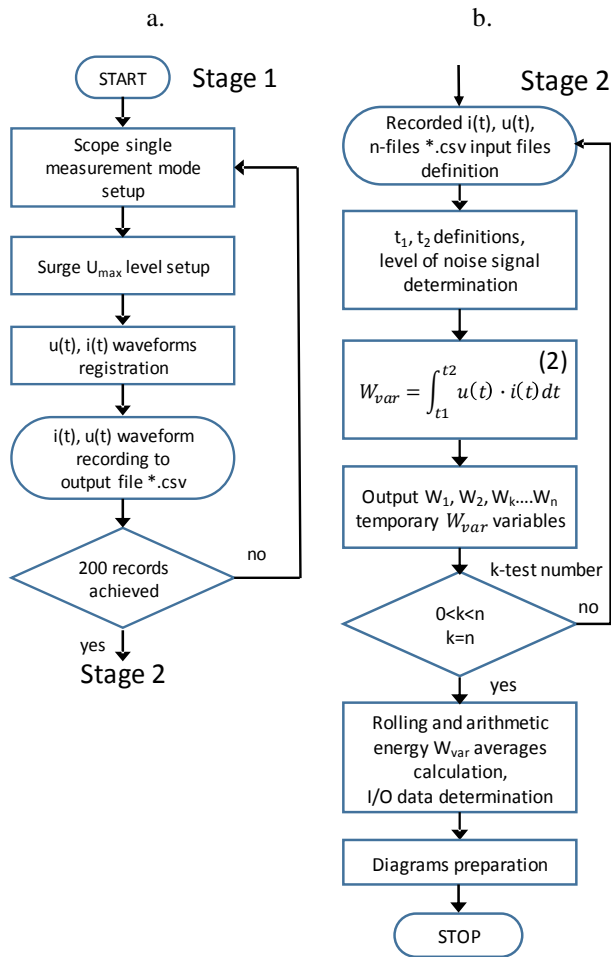 a.
START
Stage 1
Scope single
measurement mode
setup
Surge Umax level setup
u(t), i(t) waveforms
registration
i(t), u(t) waveform
recording to
output file *.csv
200 records
achieved
no
yes
Stage 2
b.
Stage 2
Recorded i(t), u(t),
n-files *.csv input files
definition
t1, t2 definitions,
level of noise signal
determination
(2)
Wvar = ∫t1t2 u(t) · i(t)dt
Output W1, W2, Wk....Wn
temporary Wvar variables
k-test number
0<k<n
k=n
no
yes
Rolling and arithmetic
energy Wvar averages
calculation,
I/O data determination
Diagrams preparation
STOP